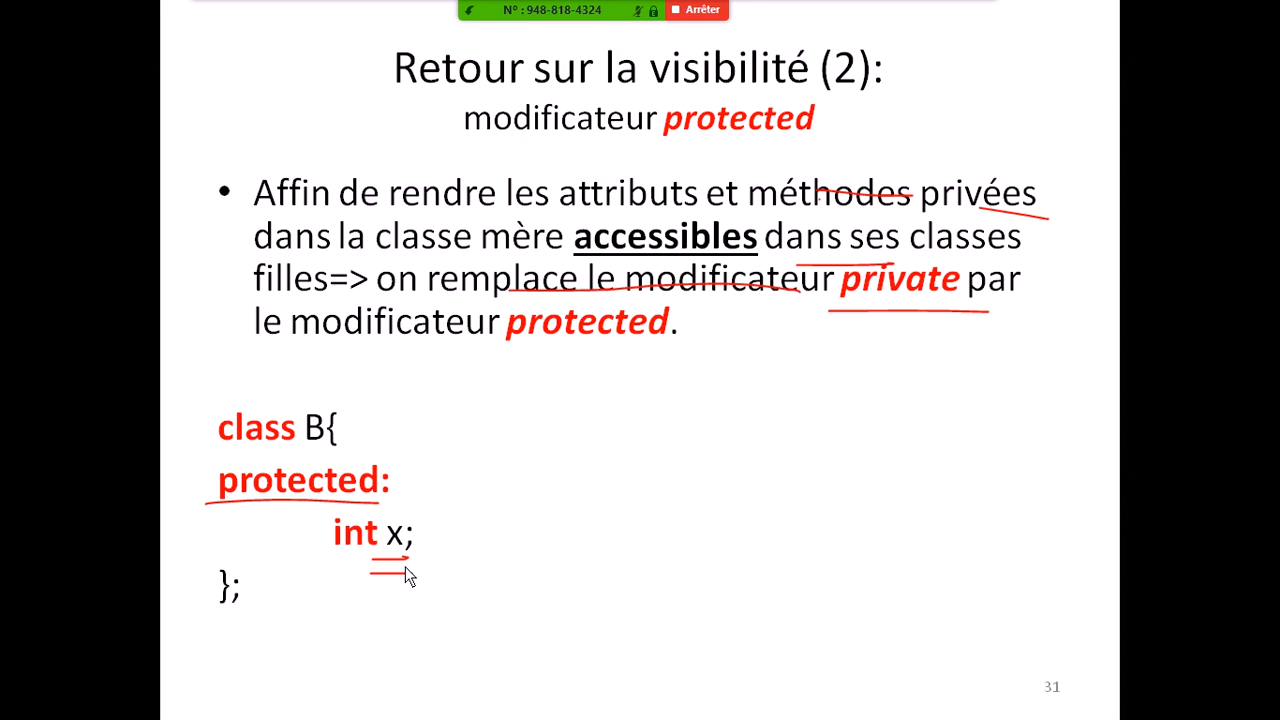 N° : 948-818-4324 Arrêter
Retour sur la visibilité (2):
modificateur protected
• Affin de rendre les attributs et méthodes privées
dans la classe mère accessibles dans ses classes
filles=> on remplace le modificateur private par
le modificateur protected.
class B{
protected:
int x;
};
31